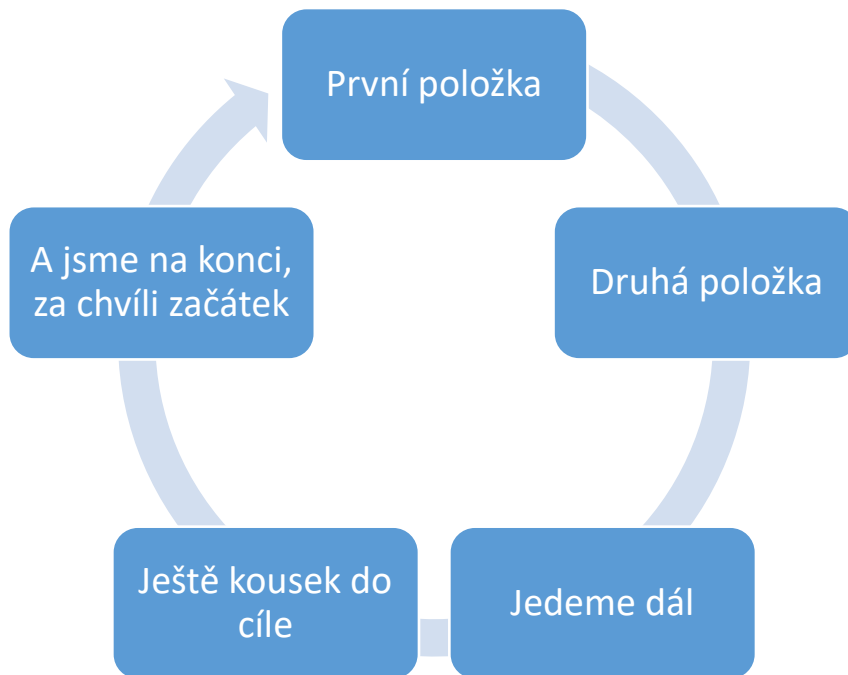 První položka
Druhá položka
Jedeme dál
Ještě kousek do
cíle
A jsme na konci,
za chvíli začátek